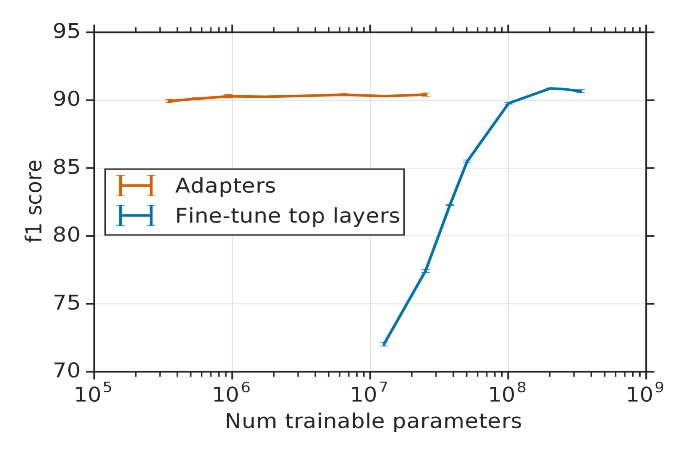 95
90
85
80
75
70
f1 score
Adapters
Fine-tune top layers
10^5 10^6 10^7 10^8 10^9
Num trainable parameters